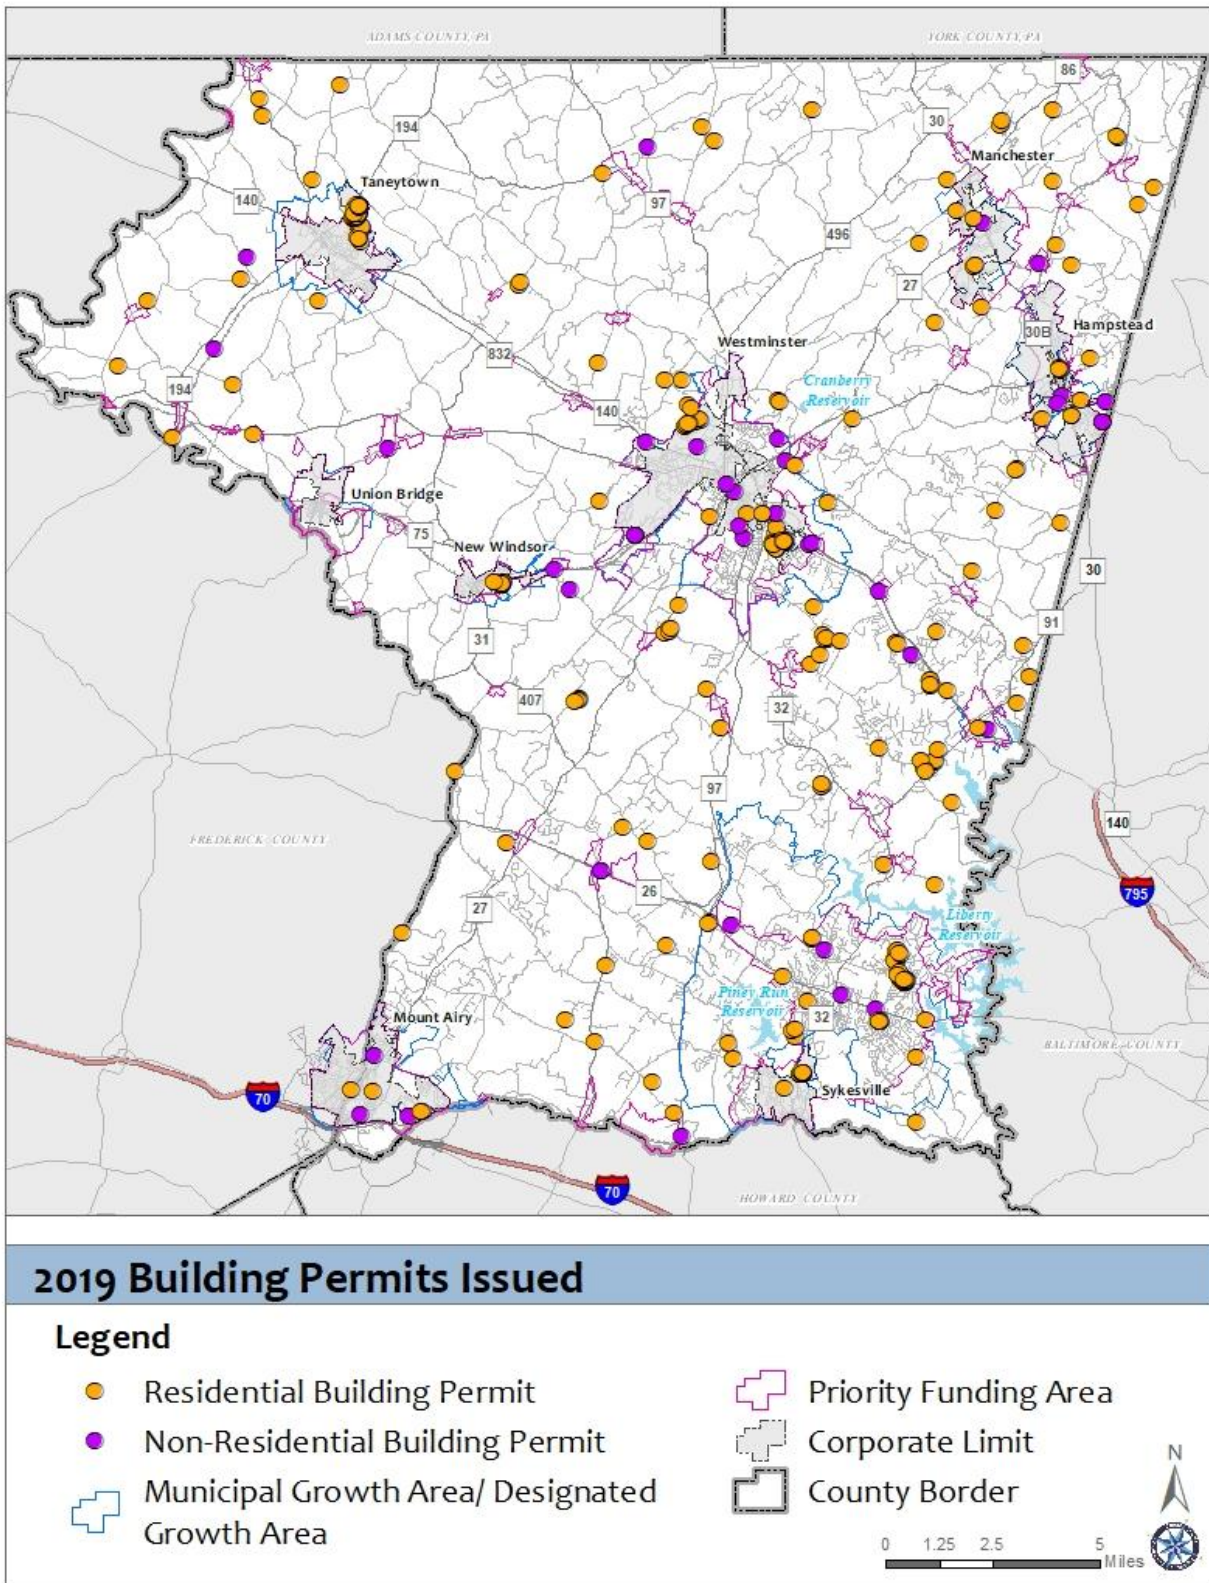 ADAMS COUNTY, PA
YORK COUNTY, PA
86
194
30
Manchester
Taneytown
140
97
496
27
30B
Hampstead
Westminster
832
Cranberry
Reservoir
194
140
Union Bridge
75
New Windsor
30
91
31
407
32
97
140
FREDERICK COUNTY
26
795
27
Liberty
Reservoir
Piney Run
Reservoir
32
Mount Airy
BALTIMORE COUNTY
Sykesville
70
70
HOWARD COUNTY
2019 Building Permits Issued
Legend
Residential Building Permit
Priority Funding Area
Non-Residential Building Permit
Corporate Limit
Municipal Growth Area/ Designated
Growth Area
County Border
N
0 1.25 2.5 5
Miles